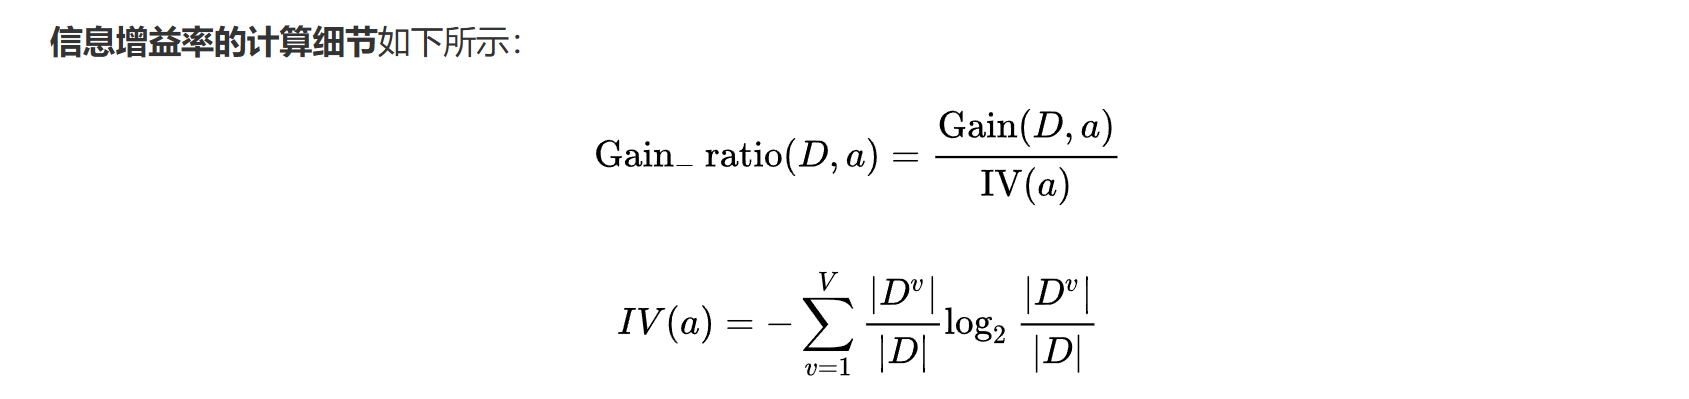 信息增益率的计算细节如下所示：
Gain_ ratio(D, a) = Gain(D, a) / IV(a)
IV(a) = − ∑_{v=1}^{V} |D^v| / |D| log₂ |D^v| / |D|